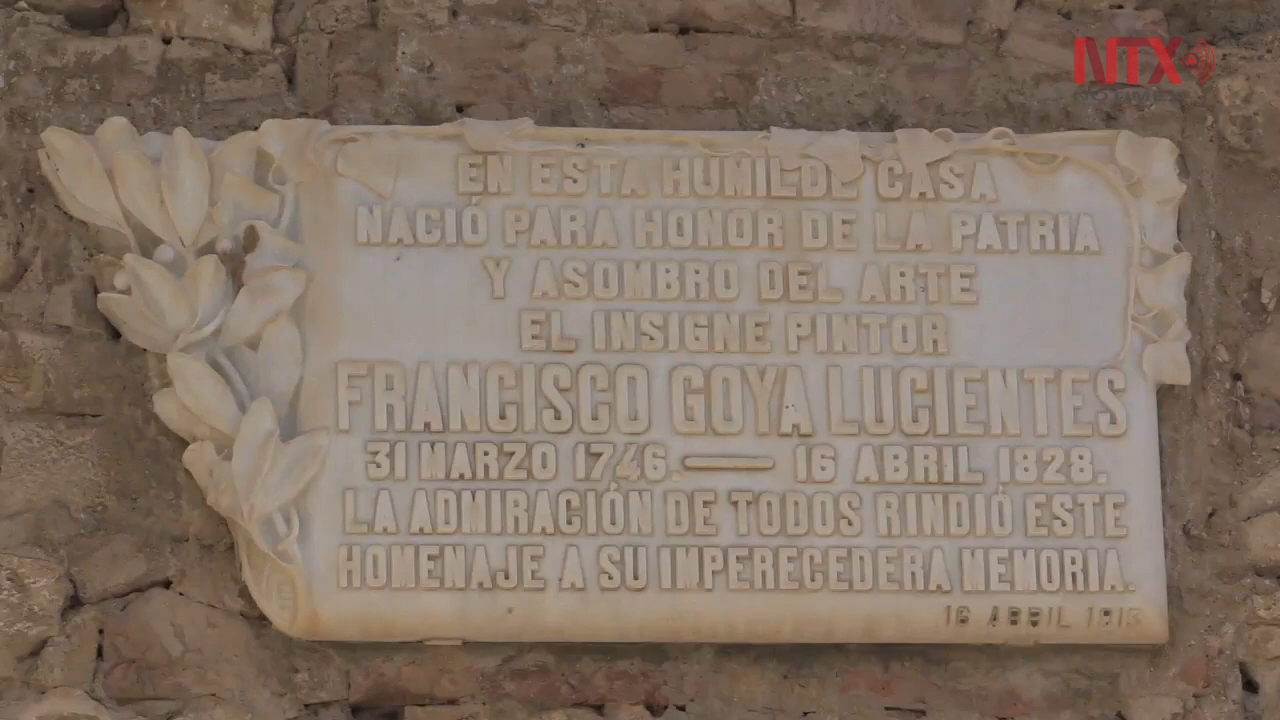 NTX
EN ESTA HUMILDE CASA
NACIÓ PARA HONOR DE LA PATRIA
Y ASOMBRO DEL ARTE
EL INSIGNE PINTOR
FRANCISCO GOYA LUCIENTES
31 MARZO 1746.— 16 ABRIL 1828.
LA ADMIRACIÓN DE TODOS RINDIÓ ESTE
HOMENAJE A SU IMPERECEDERA MEMORIA.
16 ABRIL